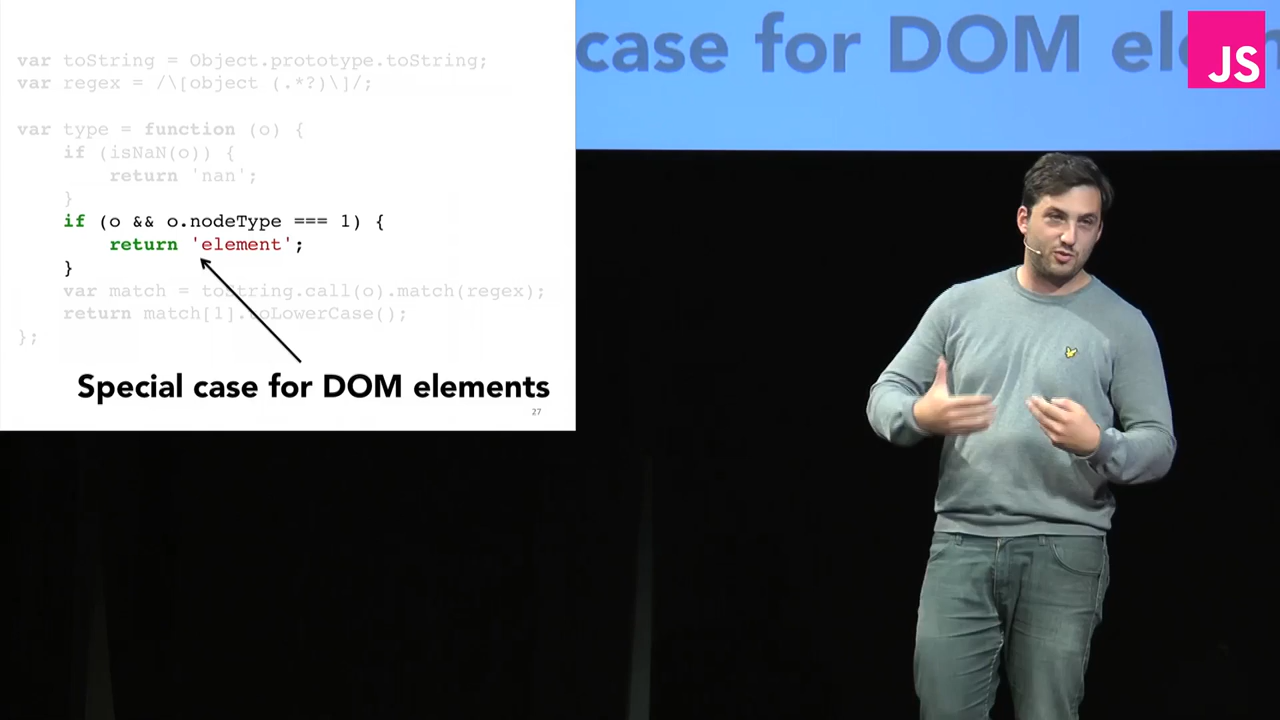 var toString = Object.prototype.toString;
var regex = /\[object (.*?)\]/;
var type = function (o) {
if (isNaN(o)) {
return 'nan';
}
if (o && o.nodeType === 1) {
return 'element';
}
var match = toString.call(o).match(regex);
return match[1].toLowerCase();
};
Special case for DOM elements
27
case for DOM elem
JS